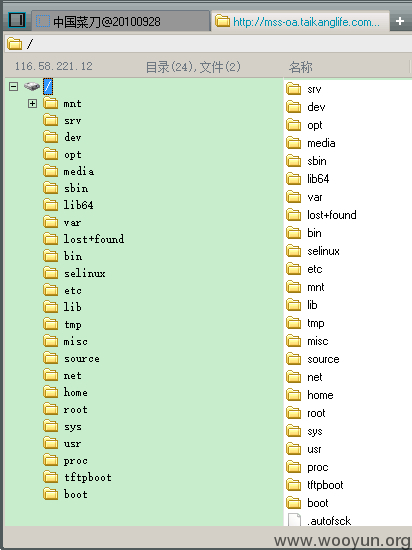 中国菜刀@20100928
http://mss-oa.taikanglife.com...
/
116.58.221.12 目录(24),文件(2) 名称
/
mnt
srv
dev
opt
media
sbin
lib64
var
lost+found
bin
selinux
etc
lib
tmp
misc
source
net
home
root
sys
usr
proc
tftpboot
boot
srv
dev
opt
media
sbin
lib64
var
lost+found
bin
selinux
etc
mnt
lib
tmp
misc
source
net
home
root
sys
usr
proc
tftpboot
boot
.autofsck
www.wooyun.org